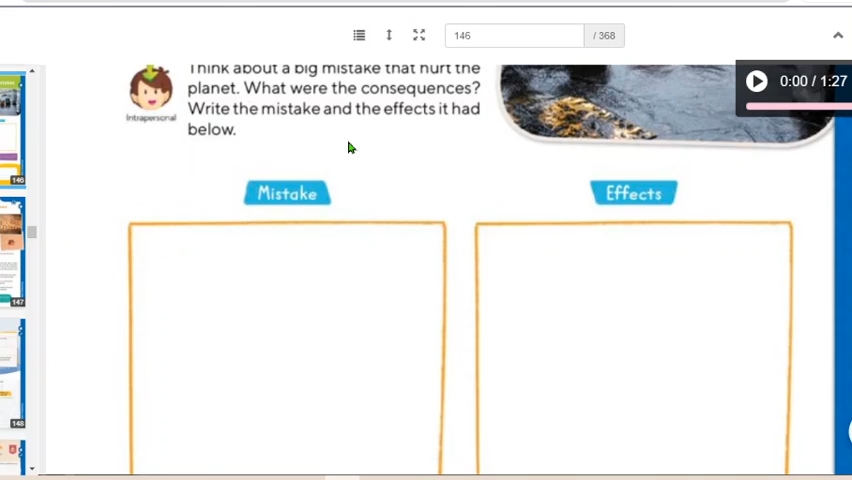 146 / 368
Think about a big mistake that hurt the
planet. What were the consequences?
Write the mistake and the effects it had
below.
Intrapersonal
0:00 / 1:27
Mistake
Effects
146
147
148